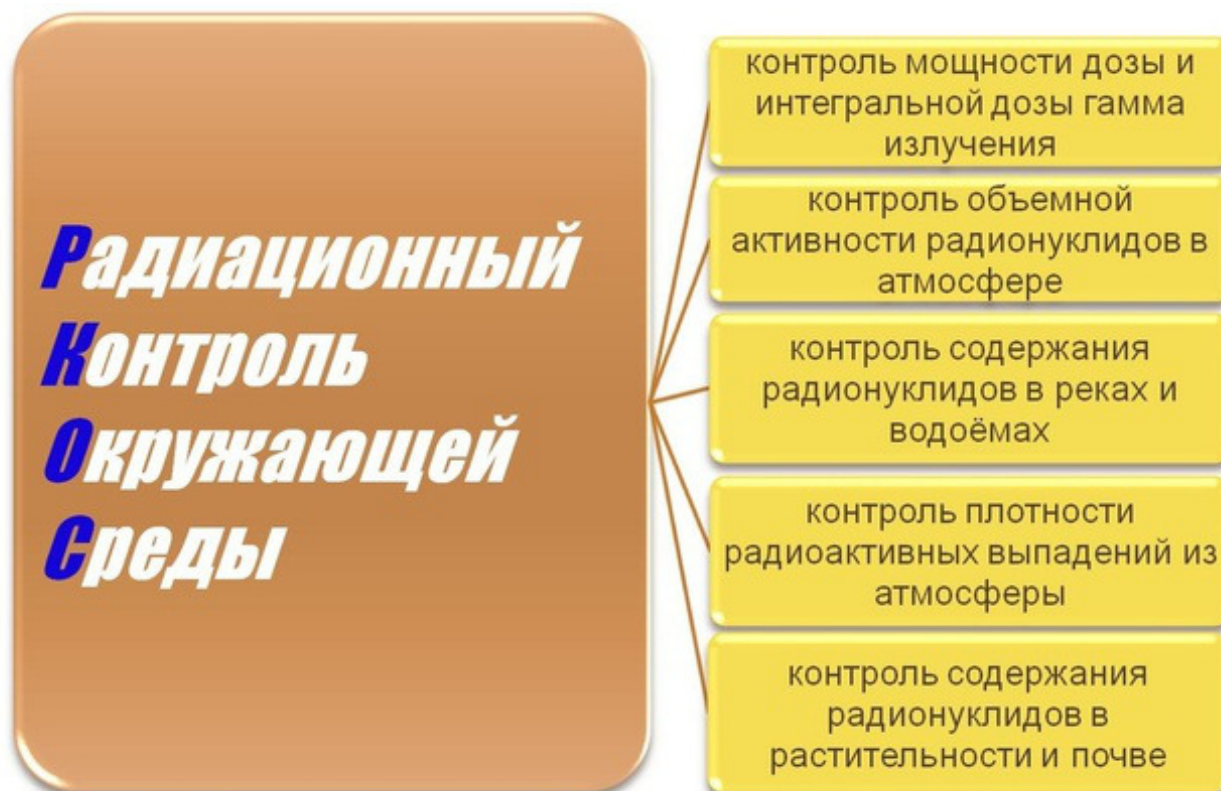 Радиационный
Контроль
Окружающей
Среды
контроль мощности дозы и
интегральной дозы гамма
излучения
контроль объемной
активности радионуклидов в
атмосфере
контроль содержания
радионуклидов в реках и
водоёмах
контроль плотности
радиоактивных выпадений из
атмосферы
контроль содержания
радионуклидов в
растительности и почве